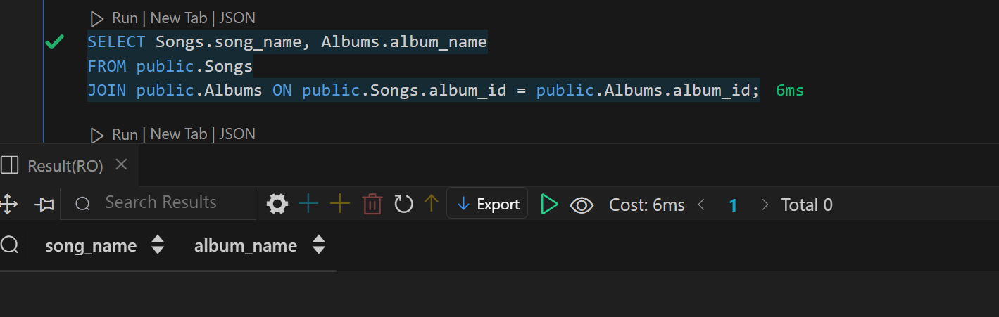 Run | New Tab | JSON
SELECT Songs.song_name, Albums.album_name
FROM public.Songs
JOIN public.Albums ON public.Songs.album_id = public.Albums.album_id; 6ms
Run | New Tab | JSON
Result(RO)
Search Results Export Cost: 6ms 1 Total 0
song_name album_name